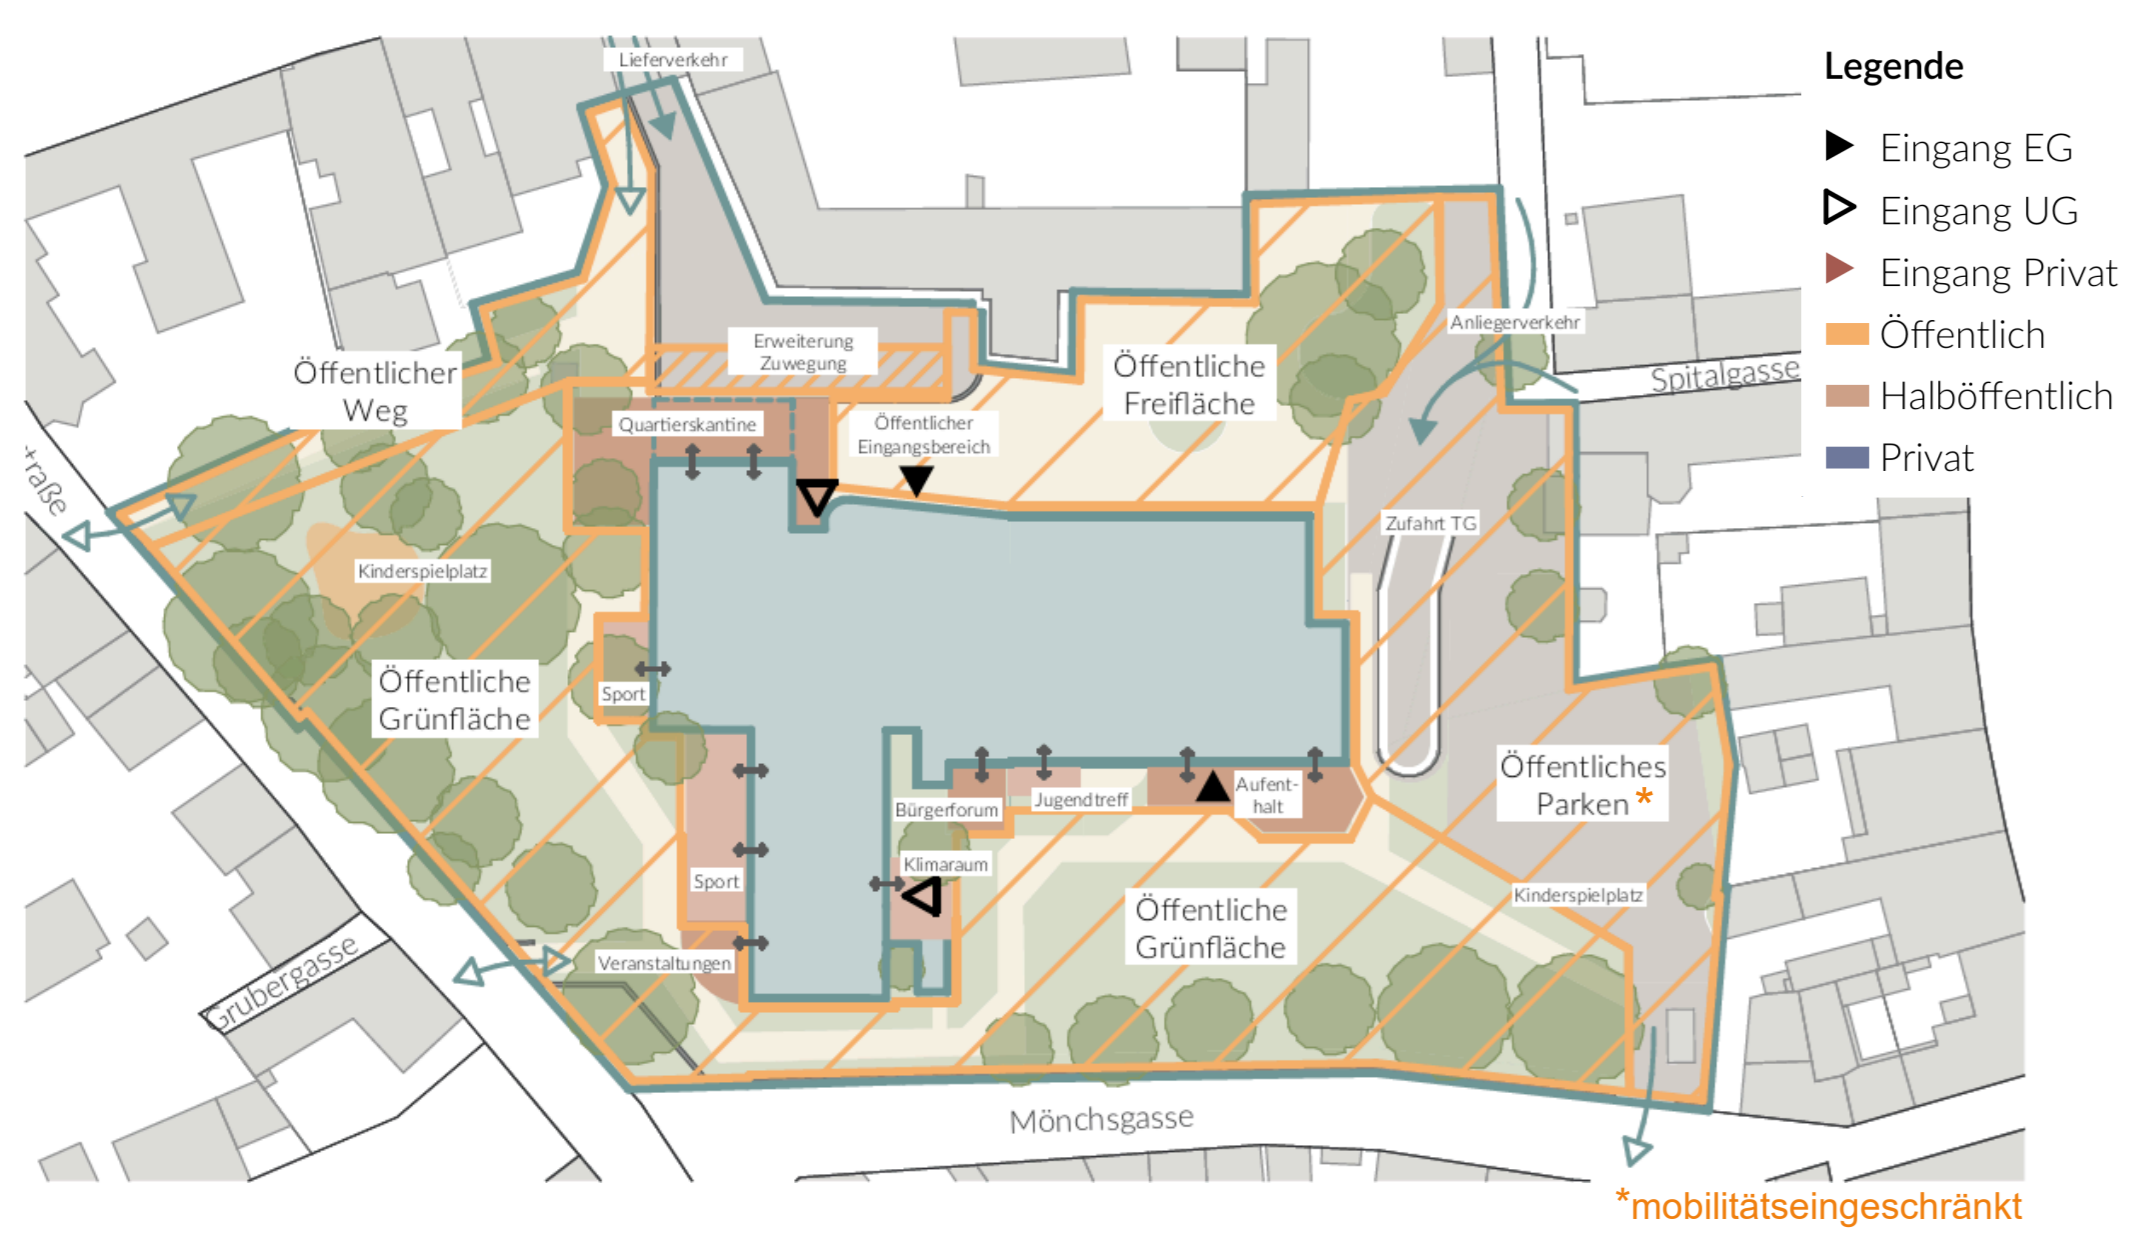 Lieferverkehr
Legende
Eingang EG
Eingang UG
Eingang Privat
Öffentlich
Halböffentlich
Privat
Erweiterung
Zuwegung
Anliegerverkehr
Spitalgasse
Öffentlicher
Weg
Öffentliche
Freifläche
Quartierskantine
Öffentlicher
Eingangsbereich
traße
Zufahrt TG
Kinderspielplatz
Öffentliche
Grünfläche
Sport
Öffentliches
Parken *
Bürgerforum
Jugendtreff
Aufent-
halt
Klimaraum
Sport
Kinderspielplatz
Öffentliche
Grünfläche
Veranstaltungen
Grubergasse
Mönchsgasse
*mobilitätseingeschränkt